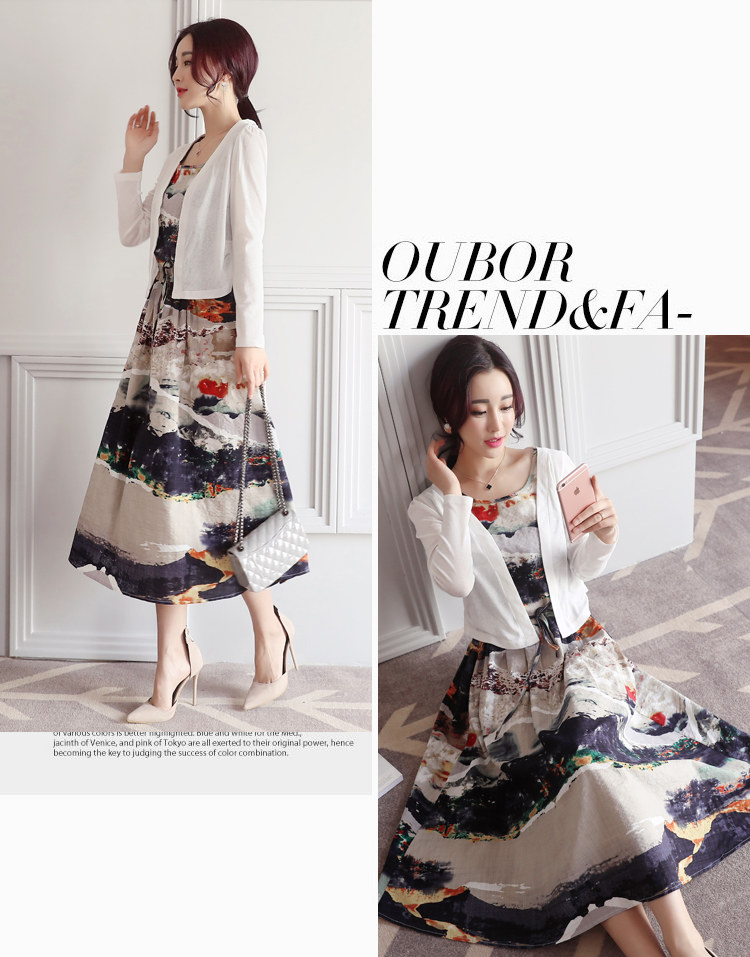 OUBOR
TREND&FA-
of various colors is better highlighted. Blue and white for the Med.,
jacinth of Venice, and pink of Tokyo are all exerted to their original power, hence
becoming the key to judging the success of color combination.